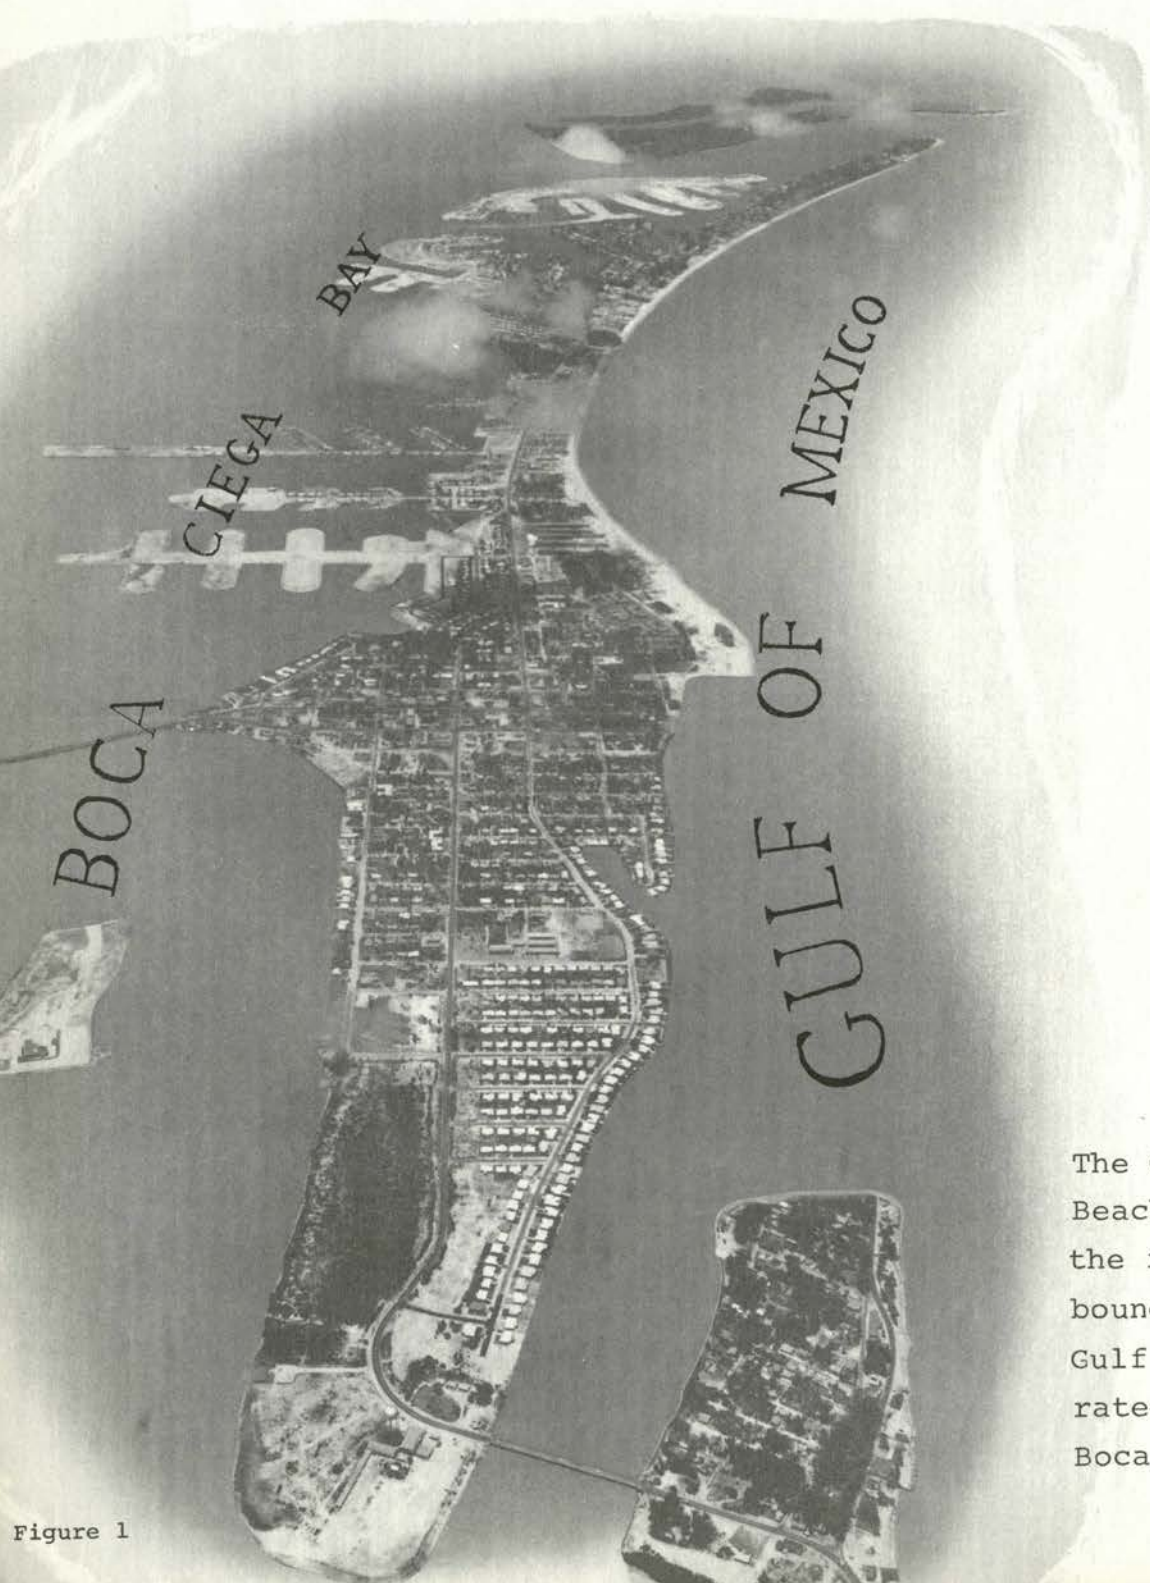 BOCA
CIEGA
BAY
GULF OF MEXICO
The
Beac
the
boun
Gulf
rate
Boca
Figure 1